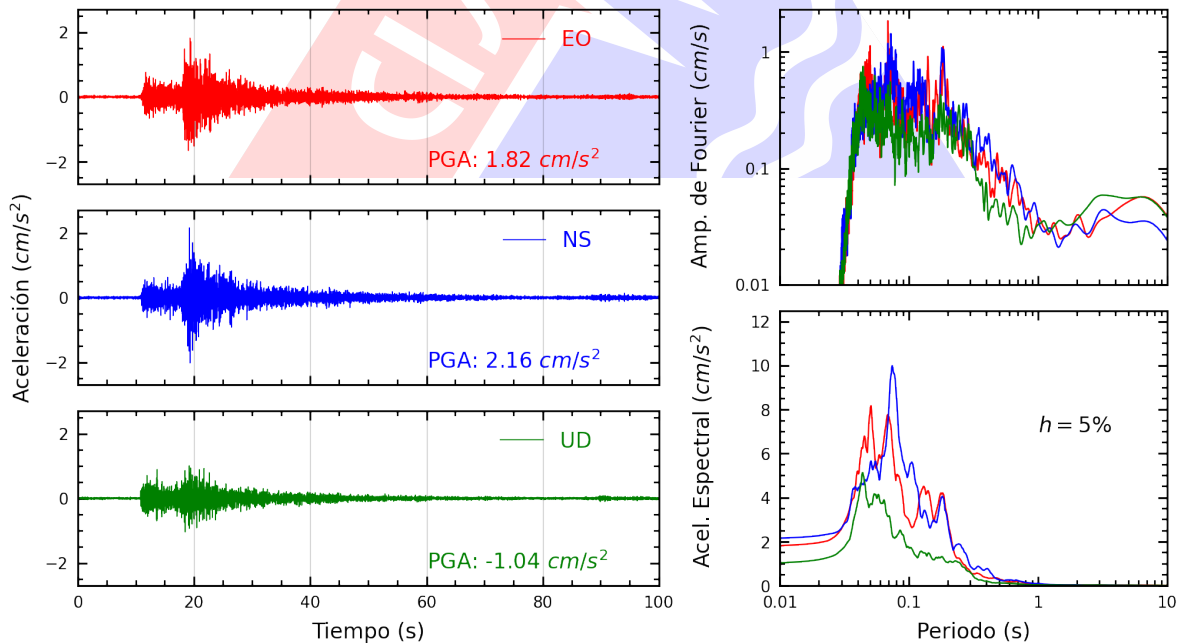 Aceleración (cm/s²)
2
0
−2
EO
PGA: 1.82 cm/s²
2
0
−2
NS
PGA: 2.16 cm/s²
2
0
−2
UD
PGA: -1.04 cm/s²
0 20 40 60 80 100
Tiempo (s)
Amp. de Fourier (cm/s)
1
0.1
0.01
Acel. Espectral (cm/s²)
12
10
8
6
4
2
0
h = 5%
0.01 0.1 1 10
Periodo (s)